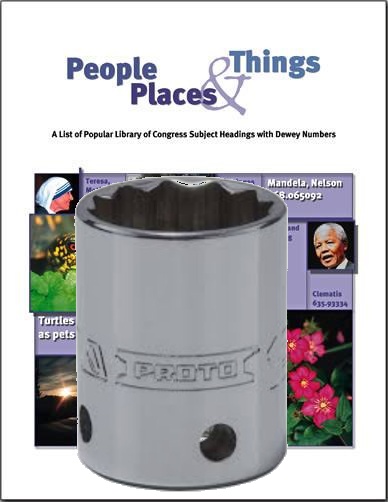 People
Places
&
Things
A List of Popular Library of Congress Subject Headings with Dewey Numbers
Teresa,
Mandela, Nelson
.065092
and
Clematis
635.93334
Turtles
as pets
PROTO